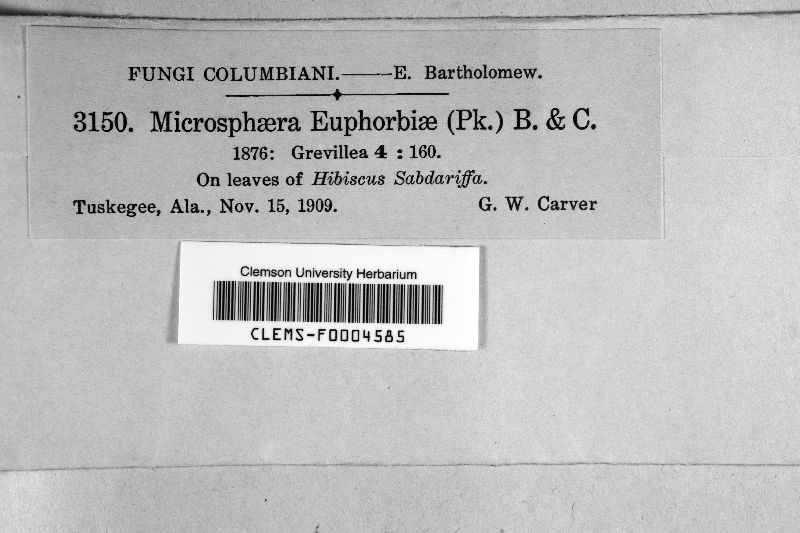 FUNGI COLUMBIANI.——E. Bartholomew.
3150. Microsphæra Euphorbiæ (Pk.) B. & C.
1876: Grevillea 4 : 160.
On leaves of Hibiscus Sabdariffa.
Tuskegee, Ala., Nov. 15, 1909. G. W. Carver
Clemson University Herbarium
CLEMS-F0004585